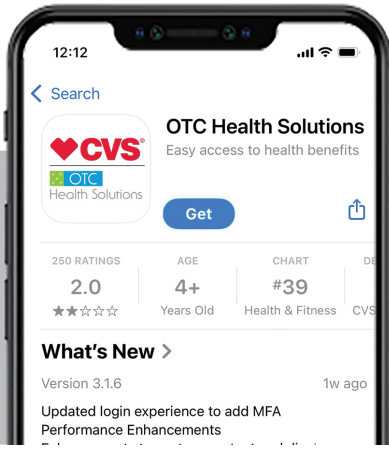 12:12
Search
CVS®
OTC
Health Solutions
OTC Health Solutions
Easy access to health benefits
Get
250 RATINGS
2.0
AGE
4+
Years Old
CHART
#39
Health & Fitness
DE
CVS
What's New
Version 3.1.6
1w ago
Updated login experience to add MFA
Performance Enhancements